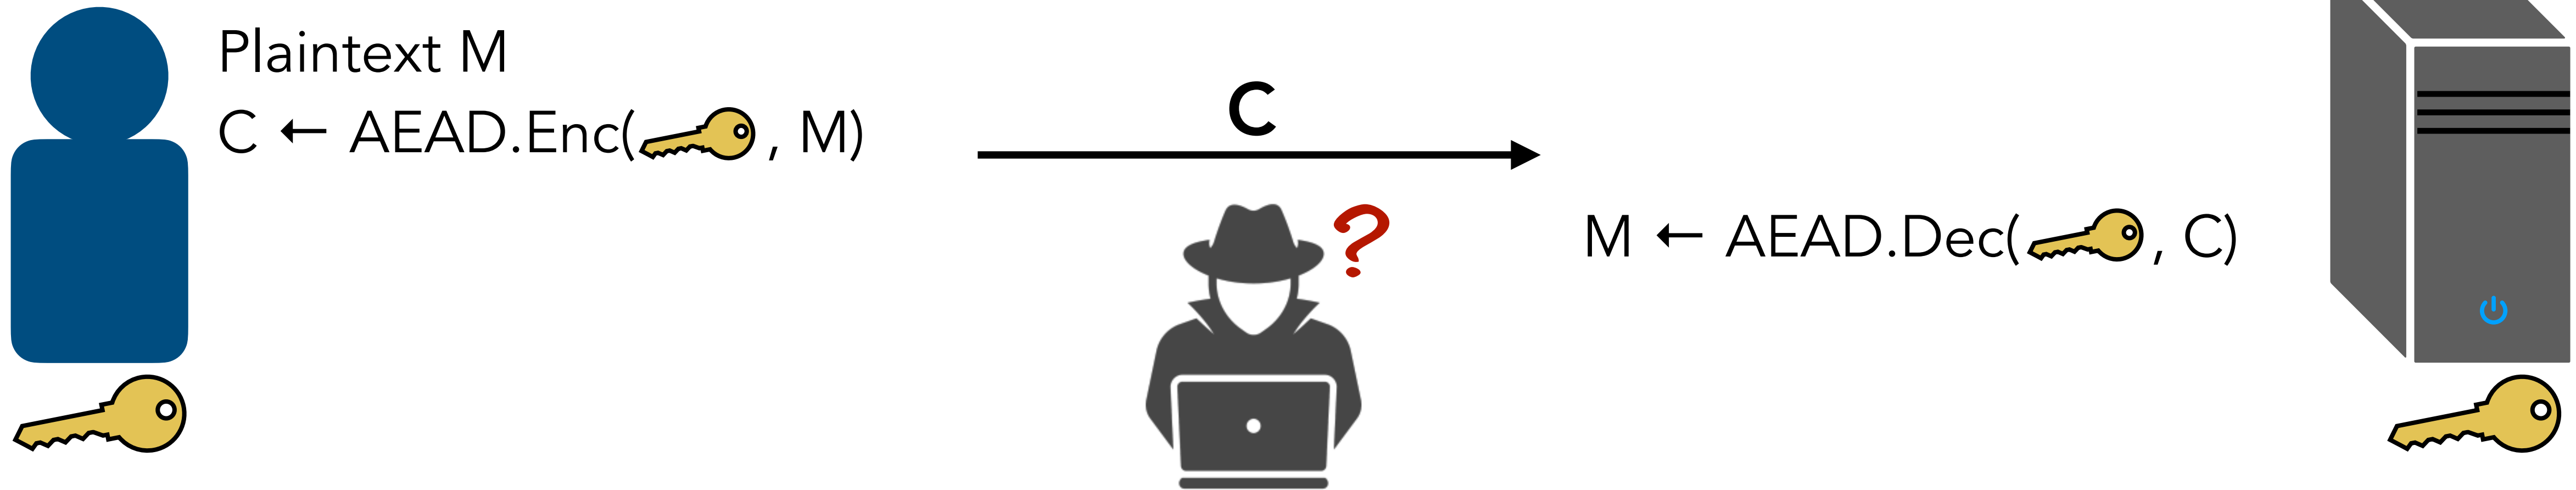 Plaintext M
C ← AEAD.Enc( , M)
C
?
M ← AEAD.Dec( , C)